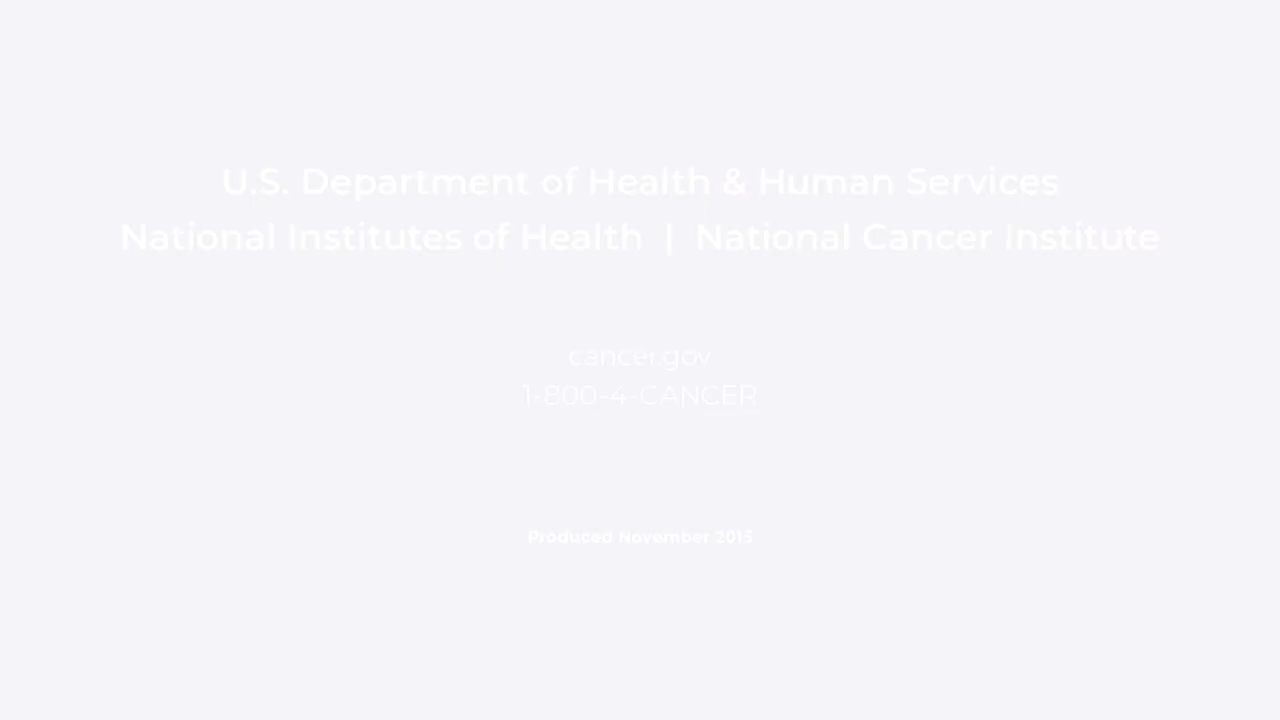 U.S. Department of Health & Human Services
National Institutes of Health | National Cancer Institute
cancer.gov
1-800-4-CANCER
Produced November 2015